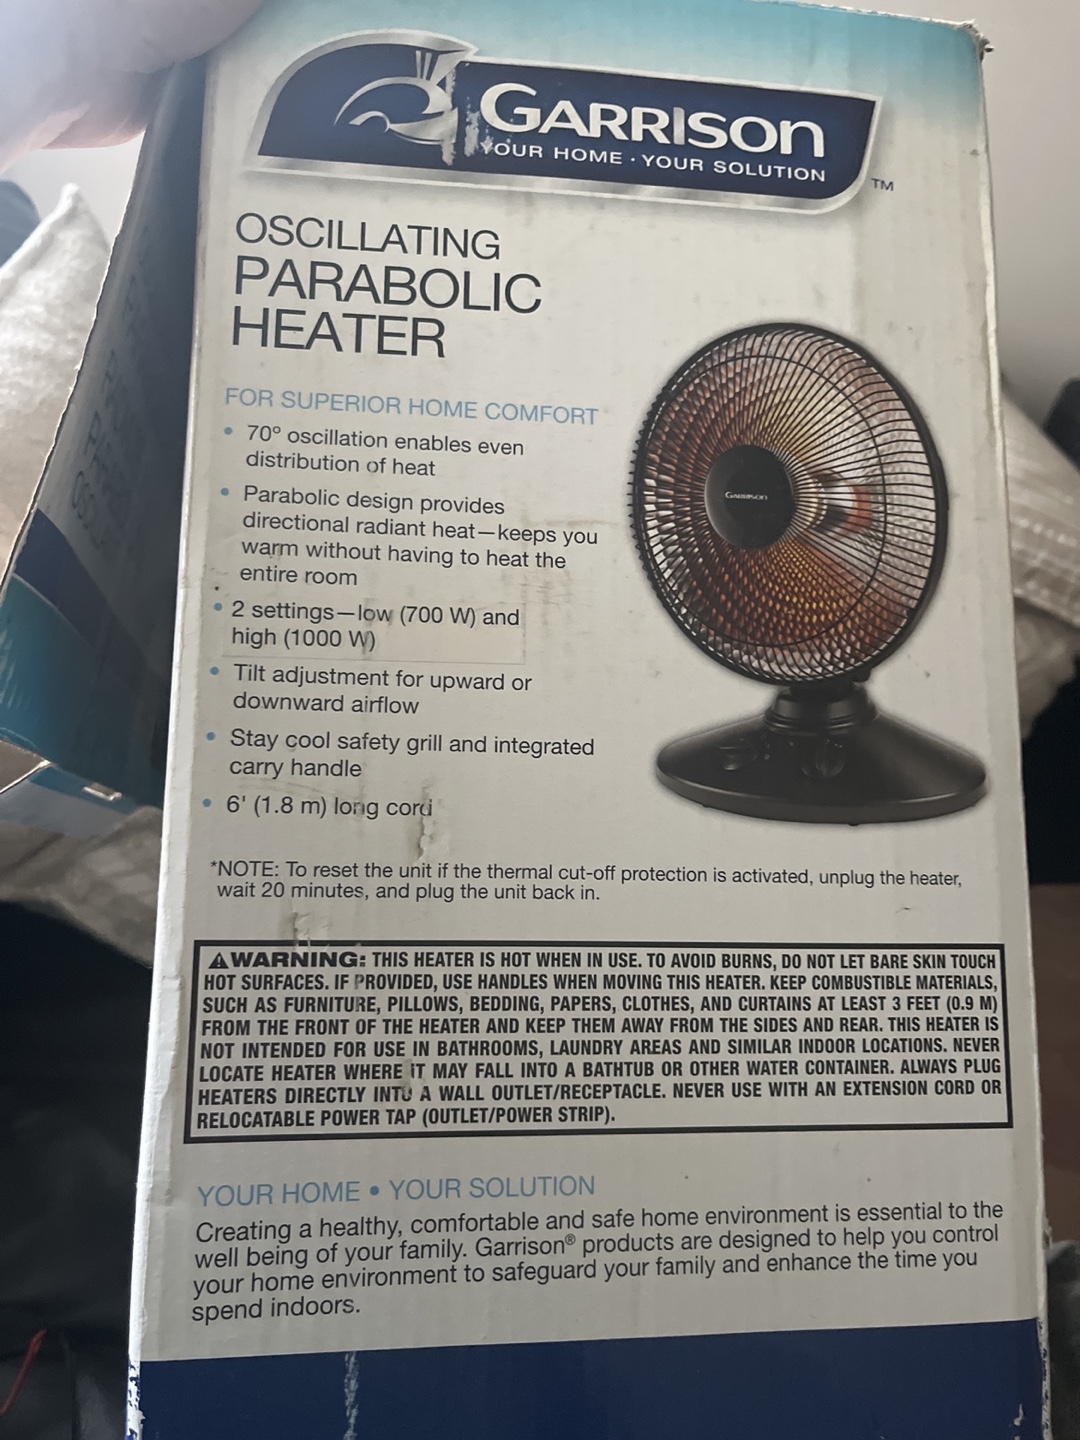 GARRISON
YOUR HOME · YOUR SOLUTION
TM
OSCILLATING
PARABOLIC
HEATER
FOR SUPERIOR HOME COMFORT
• 70° oscillation enables even
distribution of heat
• Parabolic design provides
directional radiant heat—keeps you
warm without having to heat the
entire room
• 2 settings—low (700 W) and
high (1000 W)
• Tilt adjustment for upward or
downward airflow
• Stay cool safety grill and integrated
carry handle
• 6' (1.8 m) long cord
GARRISON
*NOTE: To reset the unit if the thermal cut-off protection is activated, unplug the heater,
wait 20 minutes, and plug the unit back in.
⚠WARNING: THIS HEATER IS HOT WHEN IN USE. TO AVOID BURNS, DO NOT LET BARE SKIN TOUCH
HOT SURFACES. IF PROVIDED, USE HANDLES WHEN MOVING THIS HEATER. KEEP COMBUSTIBLE MATERIALS,
SUCH AS FURNITURE, PILLOWS, BEDDING, PAPERS, CLOTHES, AND CURTAINS AT LEAST 3 FEET (0.9 M)
FROM THE FRONT OF THE HEATER AND KEEP THEM AWAY FROM THE SIDES AND REAR. THIS HEATER IS
NOT INTENDED FOR USE IN BATHROOMS, LAUNDRY AREAS AND SIMILAR INDOOR LOCATIONS. NEVER
LOCATE HEATER WHERE IT MAY FALL INTO A BATHTUB OR OTHER WATER CONTAINER. ALWAYS PLUG
HEATERS DIRECTLY INTO A WALL OUTLET/RECEPTACLE. NEVER USE WITH AN EXTENSION CORD OR
RELOCATABLE POWER TAP (OUTLET/POWER STRIP).
YOUR HOME • YOUR SOLUTION
Creating a healthy, comfortable and safe home environment is essential to the
well being of your family. Garrison® products are designed to help you control
your home environment to safeguard your family and enhance the time you
spend indoors.